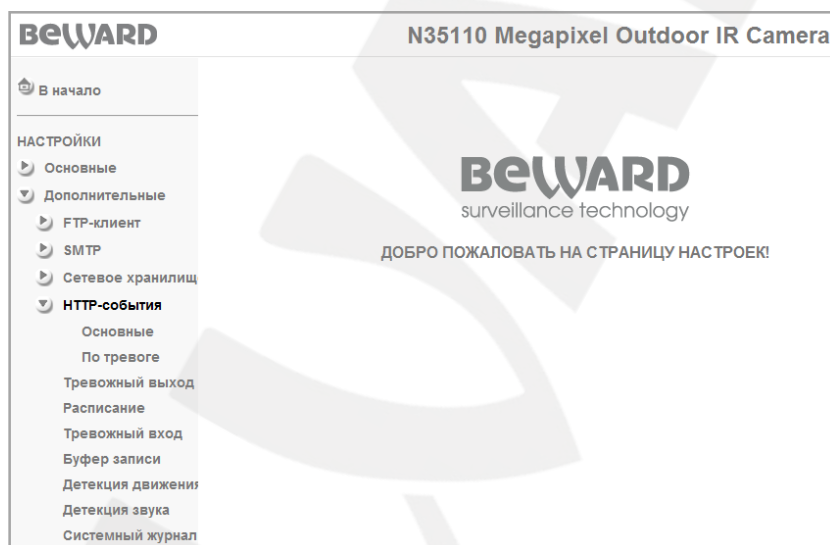 BEWARD
N35110 Megapixel Outdoor IR Camera
В начало
НАСТРОЙКИ
Основные
Дополнительные
FTP-клиент
SMTP
Сетевое хранилищ
HTTP-события
Основные
По тревоге
Тревожный выход
Расписание
Тревожный вход
Буфер записи
Детекция движения
Детекция звука
Системный журнал
BEWARD
surveillance technology
ДОБРО ПОЖАЛОВАТЬ НА СТРАНИЦУ НАСТРОЕК!